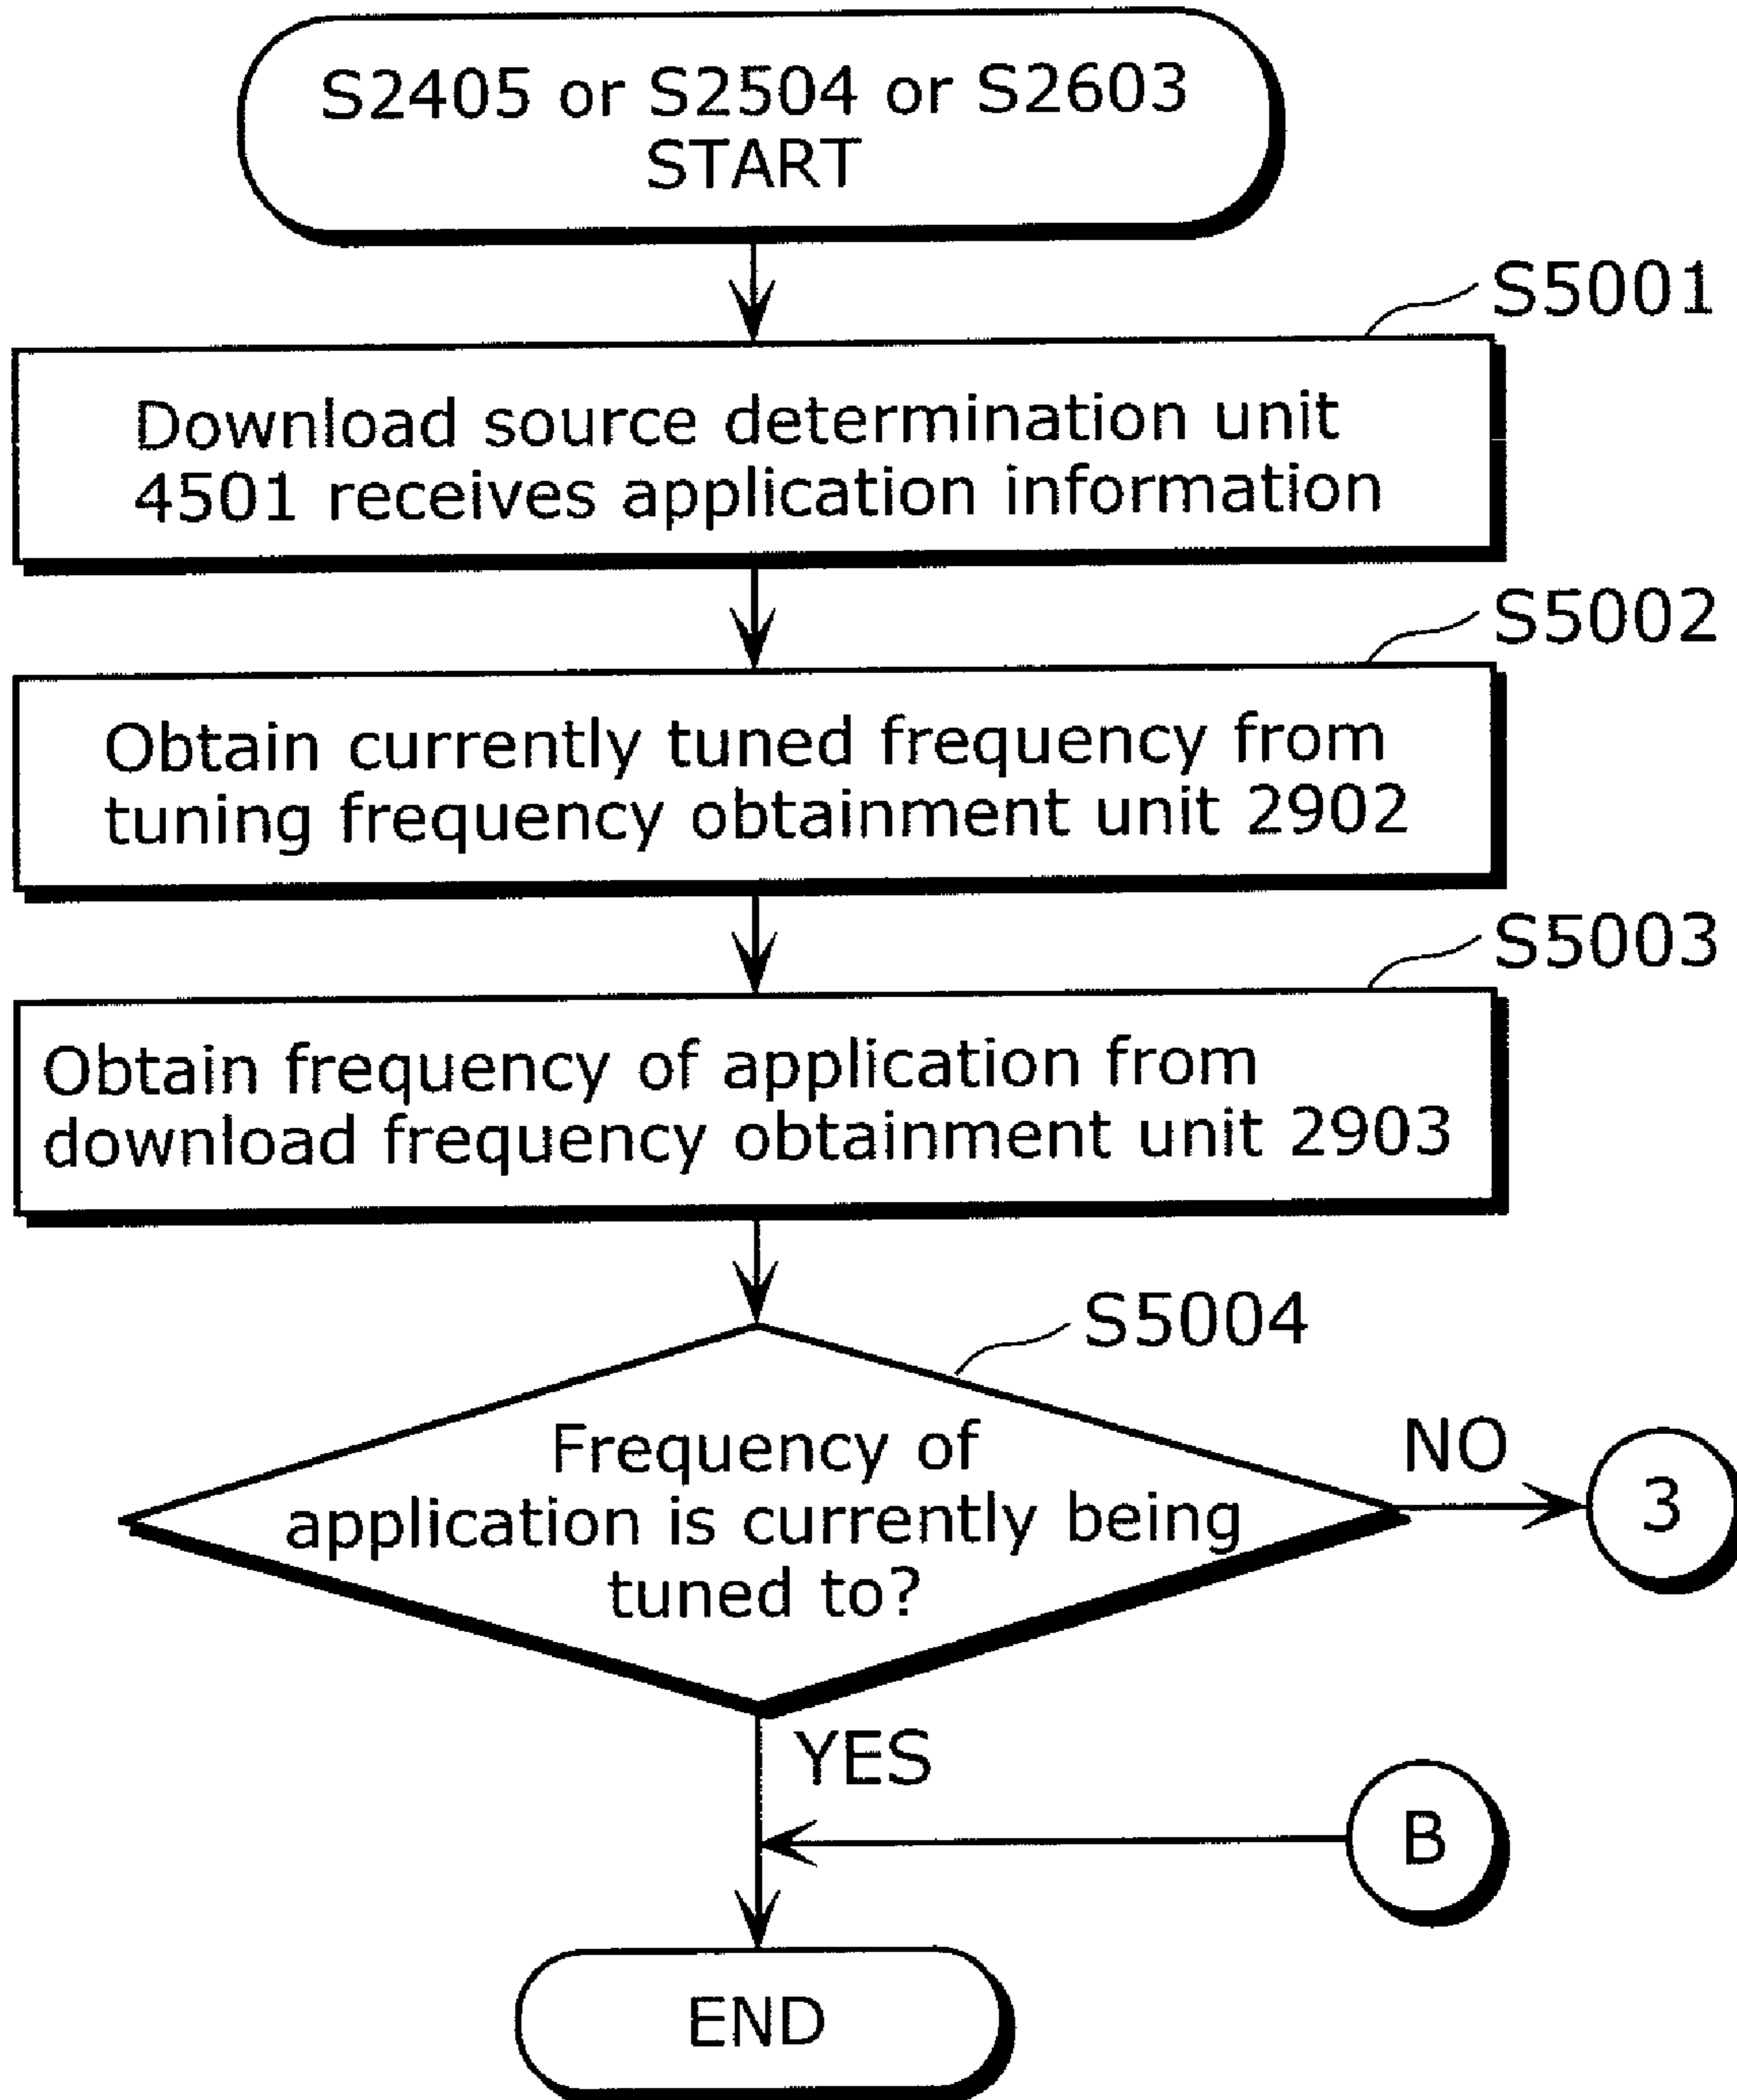 S2405 or S2504 or S2603
START
S5001
Download source determination unit
4501 receives application information
S5002
Obtain currently tuned frequency from
tuning frequency obtainment unit 2902
S5003
Obtain frequency of application from
download frequency obtainment unit 2903
S5004
Frequency of
application is currently being
tuned to?
NO
3
YES
B
END